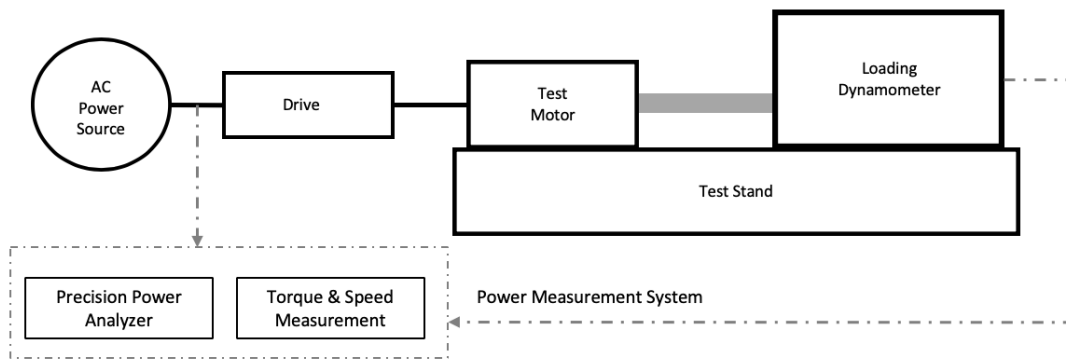 AC
Power
Source
Drive
Test
Motor
Loading
Dynamometer
Test Stand
Precision Power
Analyzer
Torque & Speed
Measurement
Power Measurement System